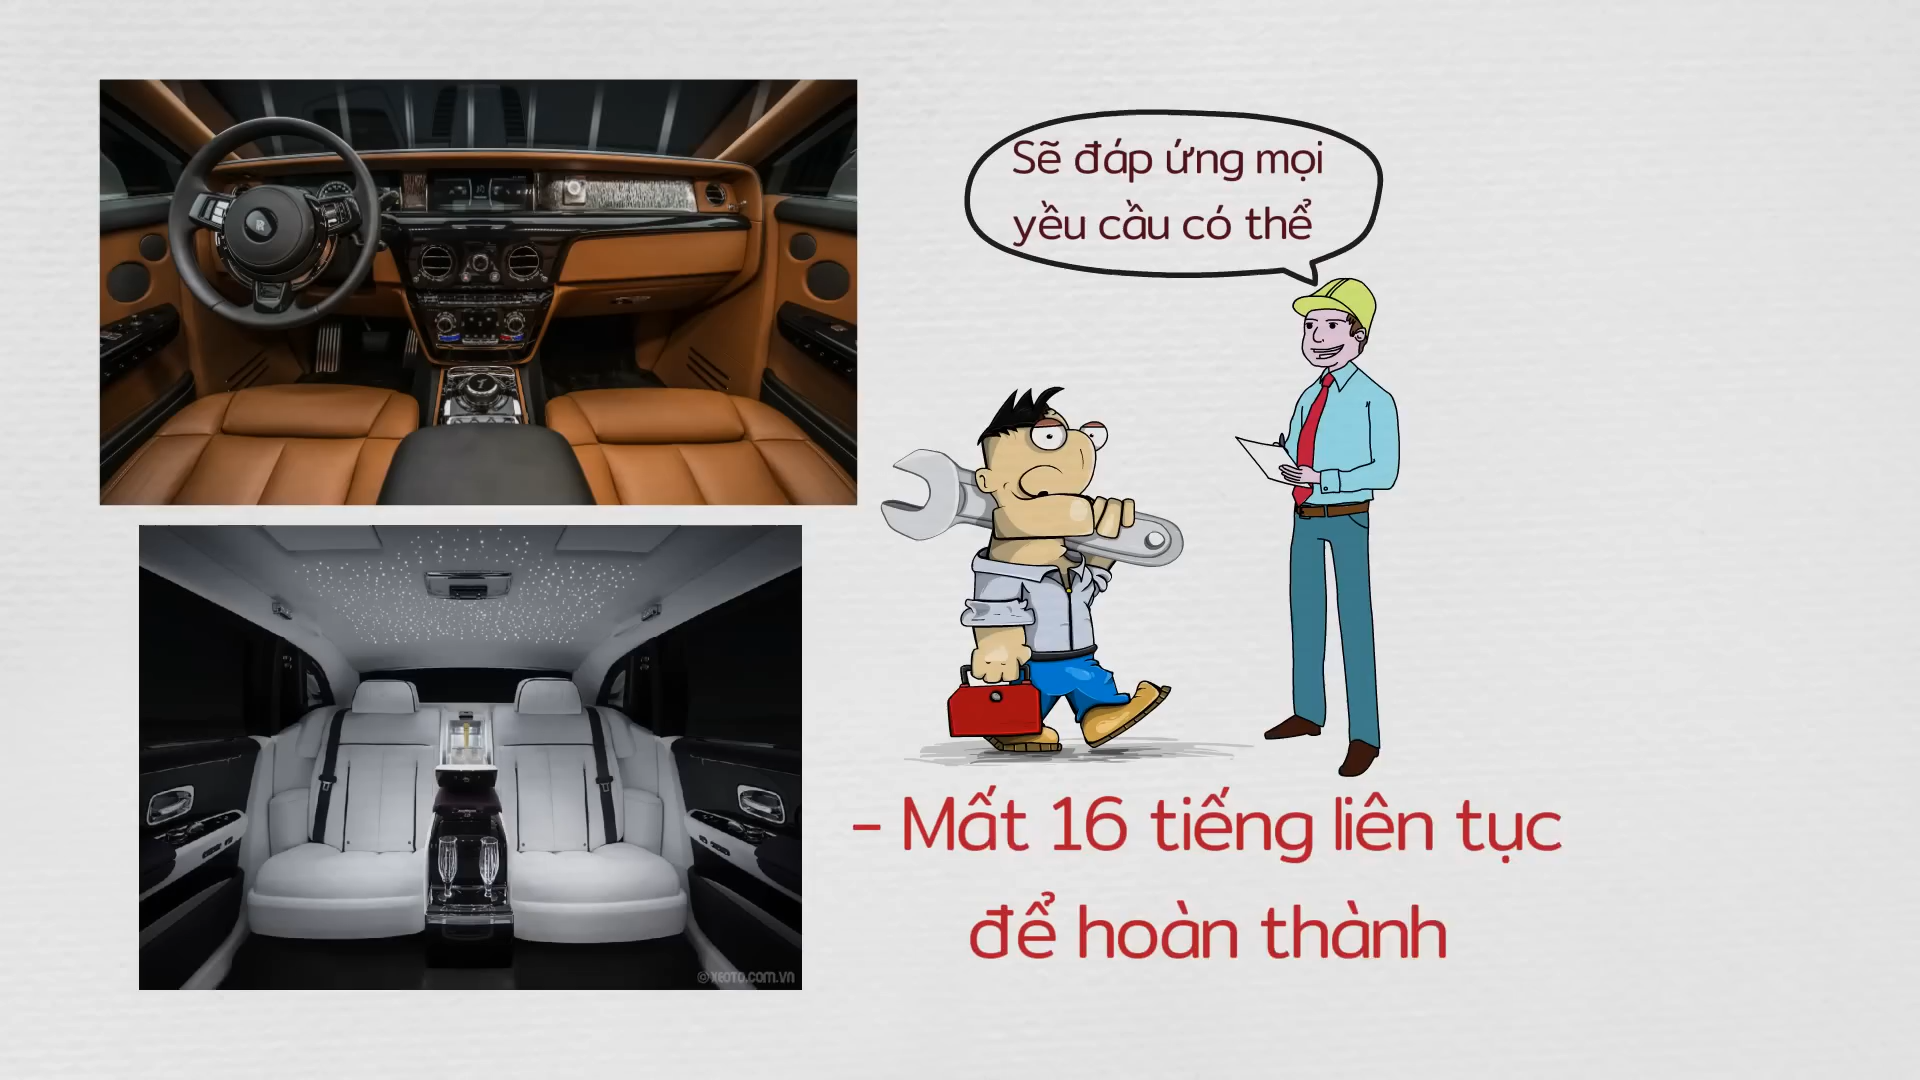 Sẽ đáp ứng mọi
yều cầu có thể
- Mất 16 tiếng liên tục
để hoàn thành
© XEOTO.com.vn